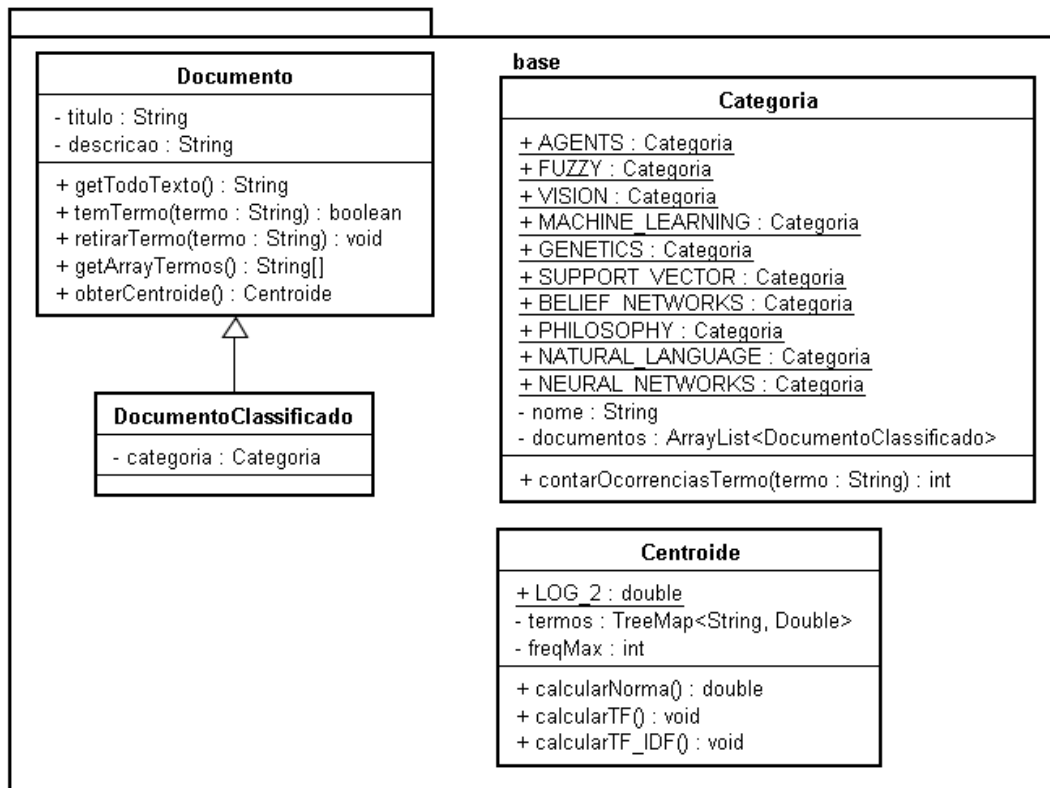 Documento
- titulo : String
- descricao : String
+ getTodoTexto() : String
+ temTermo(termo : String) : boolean
+ retirarTermo(termo : String) : void
+ getArrayTermos() : String[]
+ obterCentroide() : Centroide
DocumentoClassificado
- categoria : Categoria
base
Categoria
+ AGENTS : Categoria
+ FUZZY : Categoria
+ VISION : Categoria
+ MACHINE_LEARNING : Categoria
+ GENETICS : Categoria
+ SUPPORT_VECTOR : Categoria
+ BELIEF_NETWORKS : Categoria
+ PHILOSOPHY : Categoria
+ NATURAL_LANGUAGE : Categoria
+ NEURAL_NETWORKS : Categoria
- nome : String
- documentos : ArrayList<DocumentoClassificado>
+ contarOcorrenciasTermo(termo : String) : int
Centroide
+ LOG_2 : double
- termos : TreeMap<String, Double>
- freqMax : int
+ calcularNorma() : double
+ calcularTF() : void
+ calcularTF_IDF() : void